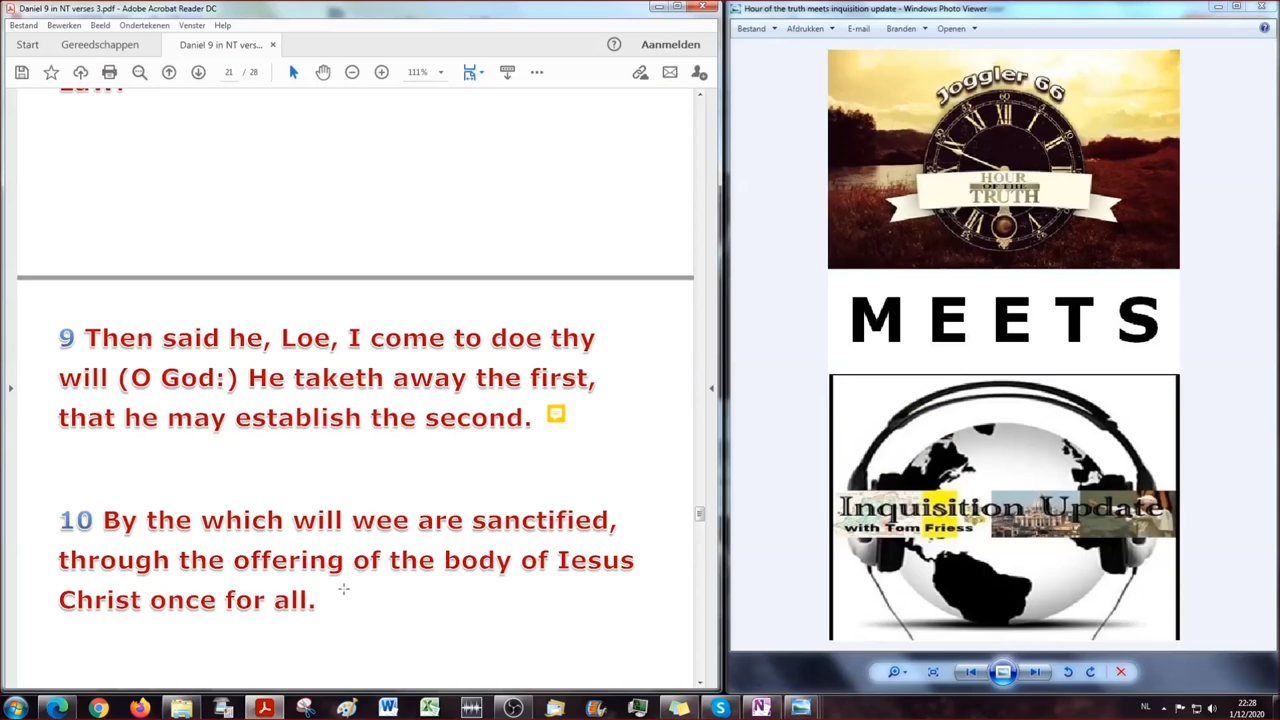 Daniel 9 in NT verses 3.pdf - Adobe Acrobat Reader DC
Bestand Bewerken Beeld Ondertekenen Venster Help
Start Gereedschappen Daniel 9 in NT vers... × Aanmelden
21 / 28 111%
Law.
9 Then said he, Loe, I come to doe thy
will (O God:) He taketh away the first,
that he may establish the second.
10 By the which will wee are sanctified,
through the offering of the body of Iesus
Christ once for all.
Hour of the truth meets inquisition update - Windows Photo Viewer
Bestand Afdrukken E-mail Branden Openen
Joggler 66
HOUR
OF THE
TRUTH
MEETS
Inquisition Update
with Tom Friess
NL
22:28
1/12/2020